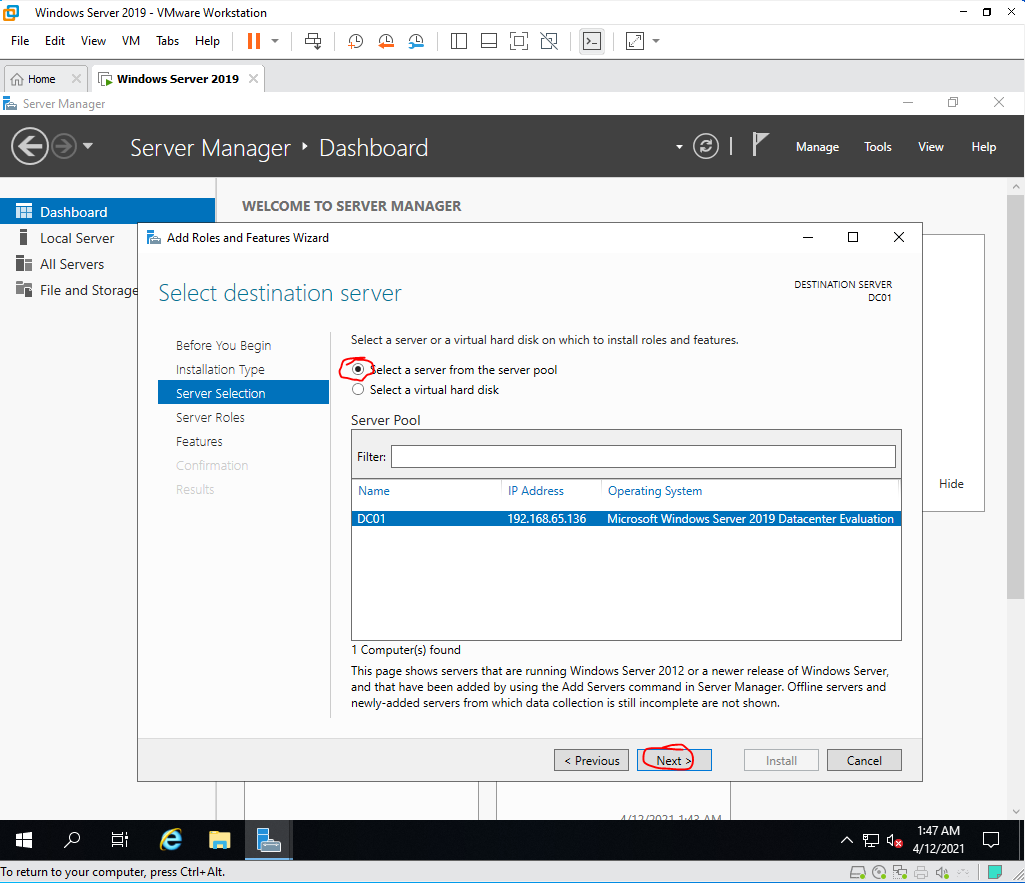 Windows Server 2019 - VMware Workstation
File Edit View VM Tabs Help
Home
Windows Server 2019
Server Manager
Server Manager Dashboard
Manage Tools View Help
Dashboard
Local Server
All Servers
File and Storage
WELCOME TO SERVER MANAGER
Add Roles and Features Wizard
Select destination server
DESTINATION SERVER
DC01
Before You Begin
Installation Type
Server Selection
Server Roles
Features
Confirmation
Results
Select a server or a virtual hard disk on which to install roles and features.
Select a server from the server pool
Select a virtual hard disk
Server Pool
Filter:
Name IP Address Operating System
DC01 192.168.65.136 Microsoft Windows Server 2019 Datacenter Evaluation
1 Computer(s) found
This page shows servers that are running Windows Server 2012 or a newer release of Windows Server,
and that have been added by using the Add Servers command in Server Manager. Offline servers and
newly-added servers from which data collection is still incomplete are not shown.
< Previous Next > Install Cancel
Hide
4/12/2021 1:43 AM
1:47 AM
4/12/2021
To return to your computer, press Ctrl+Alt.